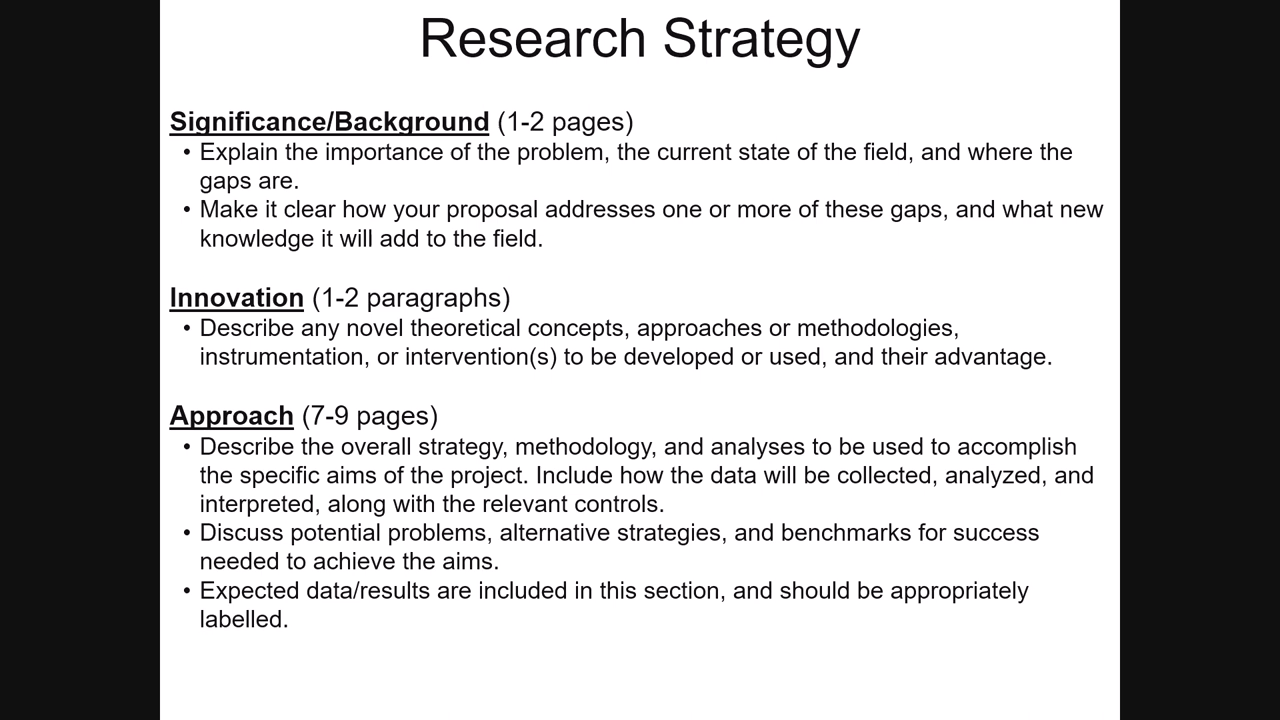 Research Strategy
Significance/Background (1-2 pages)
• Explain the importance of the problem, the current state of the field, and where the
gaps are.
• Make it clear how your proposal addresses one or more of these gaps, and what new
knowledge it will add to the field.
Innovation (1-2 paragraphs)
• Describe any novel theoretical concepts, approaches or methodologies,
instrumentation, or intervention(s) to be developed or used, and their advantage.
Approach (7-9 pages)
• Describe the overall strategy, methodology, and analyses to be used to accomplish
the specific aims of the project. Include how the data will be collected, analyzed, and
interpreted, along with the relevant controls.
• Discuss potential problems, alternative strategies, and benchmarks for success
needed to achieve the aims.
• Expected data/results are included in this section, and should be appropriately
labelled.